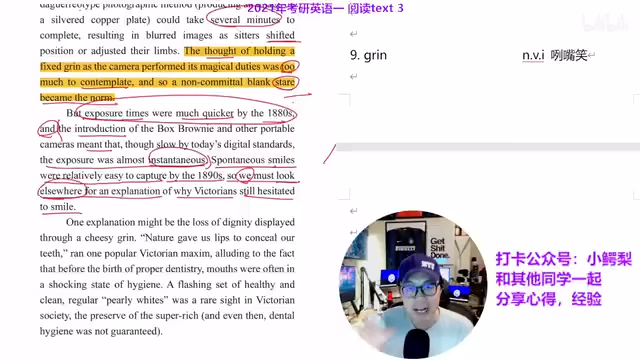 2021年考研英语一 阅读text 3
daguerreotype photographic method (producing
a silvered copper plate) could take several minutes to
complete, resulting in blurred images as sitters shifted
position or adjusted their limbs. The thought of holding a
fixed grin as the camera performed its magical duties was too
much to contemplate, and so a non-committal blank stare
became the norm.
But exposure times were much quicker by the 1880s,
and the introduction of the Box Brownie and other portable
cameras meant that, though slow by today's digital standards,
the exposure was almost instantaneous. Spontaneous smiles
were relatively easy to capture by the 1890s, so we must look
elsewhere for an explanation of why Victorians still hesitated
to smile.
One explanation might be the loss of dignity displayed
through a cheesy grin. "Nature gave us lips to conceal our
teeth," ran one popular Victorian maxim, alluding to the fact
that before the birth of proper dentistry, mouths were often in
a shocking state of hygiene. A flashing set of healthy and
clean, regular "pearly whites" was a rare sight in Victorian
society, the preserve of the super-rich (and even then, dental
hygiene was not guaranteed).
bilibili
9. grin n.v.i 咧嘴笑
Get
Shit
Done.
打卡公众号：小鳄梨
和其他同学一起
分享心得，经验